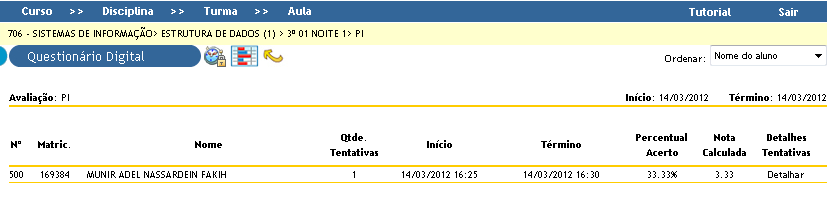 Curso >> Disciplina >> Turma >> Aula Tutorial Sair
706 - SISTEMAS DE INFORMAÇÃO> ESTRUTURA DE DADOS (1) > 3º 01 NOITE 1> PI
Questionário Digital Ordenar: Nome do aluno
Avaliação: PI Início: 14/03/2012 Término: 14/03/2012
Nº Matric. Nome Qtde. Tentativas Início Término Percentual Acerto Nota Calculada Detalhes Tentativas
500 169384 MUNIR ADEL NASSARDEIN FAKIH 1 14/03/2012 16:25 14/03/2012 16:30 33.33% 3.33 Detalhar